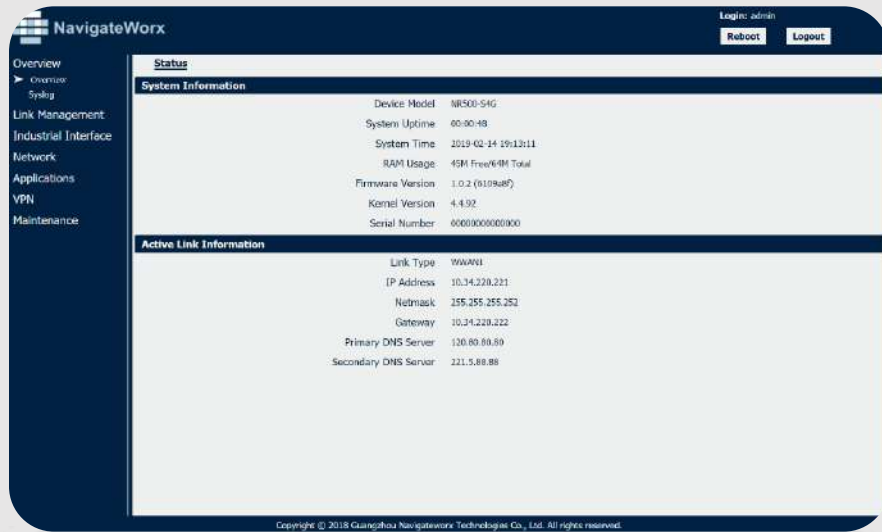 NavigateWorx
Login: admin
Reboot Logout
Overview
Overview
Syslog
Link Management
Industrial Interface
Network
Applications
VPN
Maintenance
Status
System Information
Device Model NR500-S4G
System Uptime 00:00:48
System Time 2019-02-14 19:13:11
RAM Usage 45M Free/64M Total
Firmware Version 1.0.2
Kernel Version 4.4.92
Serial Number
Active Link Information
Link Type WWAN1
IP Address 10.34.220.221
Netmask 255.255.255.252
Gateway 10.34.220.222
Primary DNS Server 120.80.80.80
Secondary DNS Server 221.5.88.88
Copyright © 2018 Guangzhou Navigateworx Technologies Co., Ltd. All rights reserved.